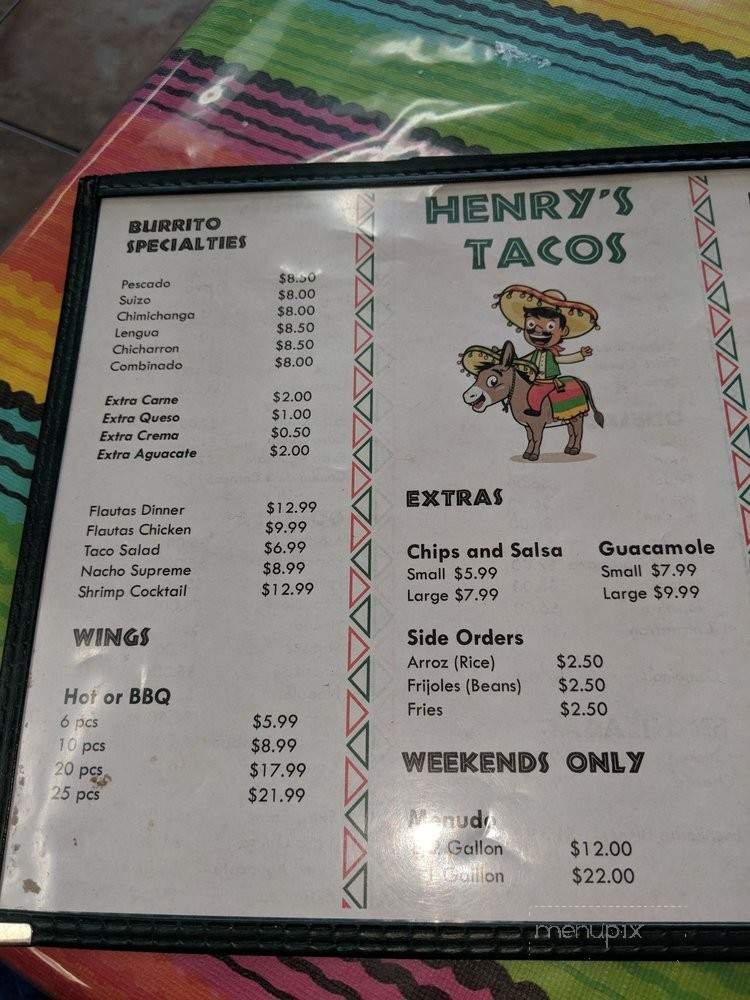 BURRITO
SPECIALTIES
Pescado $8.50
Suizo $8.00
Chimichanga $8.00
Lengua $8.50
Chicharron $8.50
Combinado $8.00
Extra Carne $2.00
Extra Queso $1.00
Extra Crema $0.50
Extra Aguacate $2.00
Flautas Dinner $12.99
Flautas Chicken $9.99
Taco Salad $6.99
Nacho Supreme $8.99
Shrimp Cocktail $12.99
WINGS
Hot or BBQ
6 pcs $5.99
10 pcs $8.99
20 pcs $17.99
25 pcs $21.99
HENRY'S
TACOS
EXTRAS
Chips and Salsa Guacamole
Small $5.99 Small $7.99
Large $7.99 Large $9.99
Side Orders
Arroz (Rice) $2.50
Frijoles (Beans) $2.50
Fries $2.50
WEEKENDS ONLY
Menudo
Gallon $12.00
Gaillon $22.00
menupix